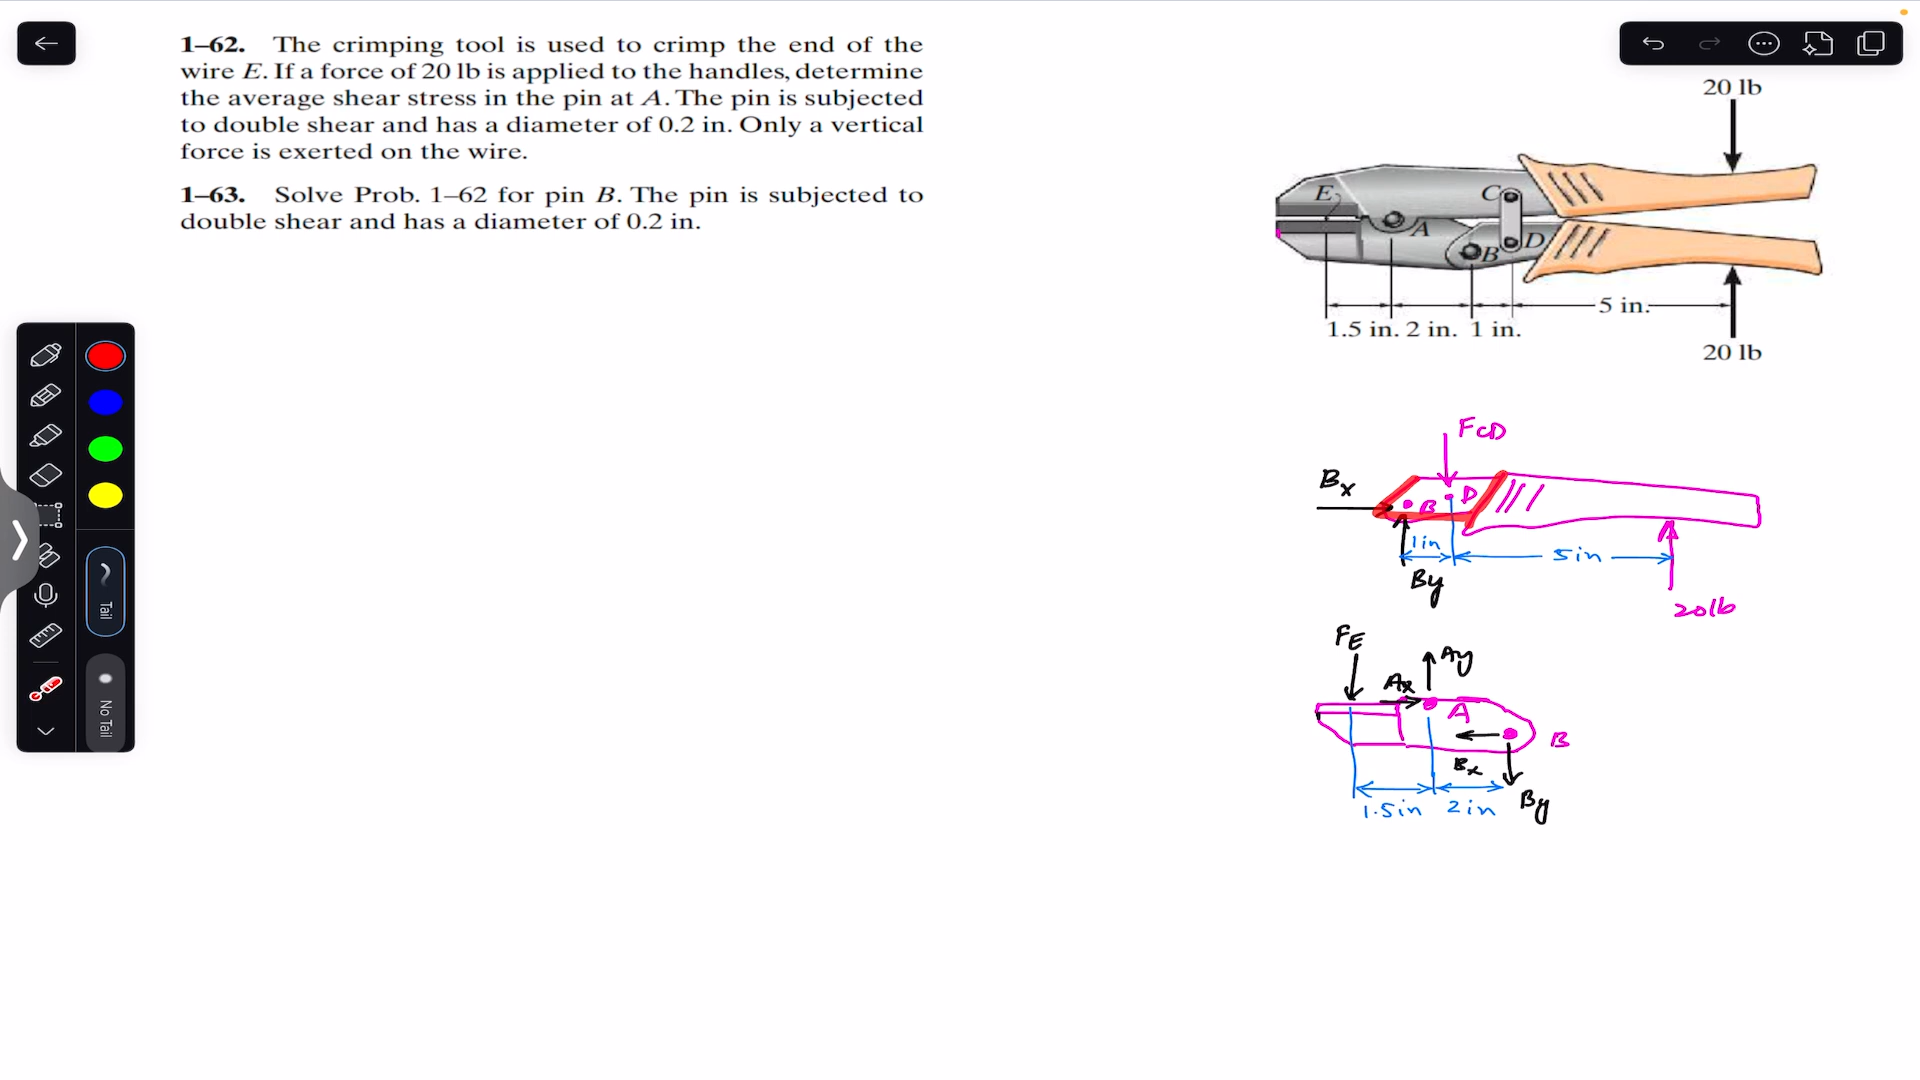 1–62. The crimping tool is used to crimp the end of the
wire E. If a force of 20 lb is applied to the handles, determine
the average shear stress in the pin at A. The pin is subjected
to double shear and has a diameter of 0.2 in. Only a vertical
force is exerted on the wire.
1–63. Solve Prob. 1–62 for pin B. The pin is subjected to
double shear and has a diameter of 0.2 in.
20 lb
E
C
A
B
D
5 in.
1.5 in. 2 in. 1 in.
20 lb
FCD
Bx
B
D
1in
5in
By
20lb
FE
Ay
Ax
A
B
Bx
1.5in
2in
By
Tail
No Tail